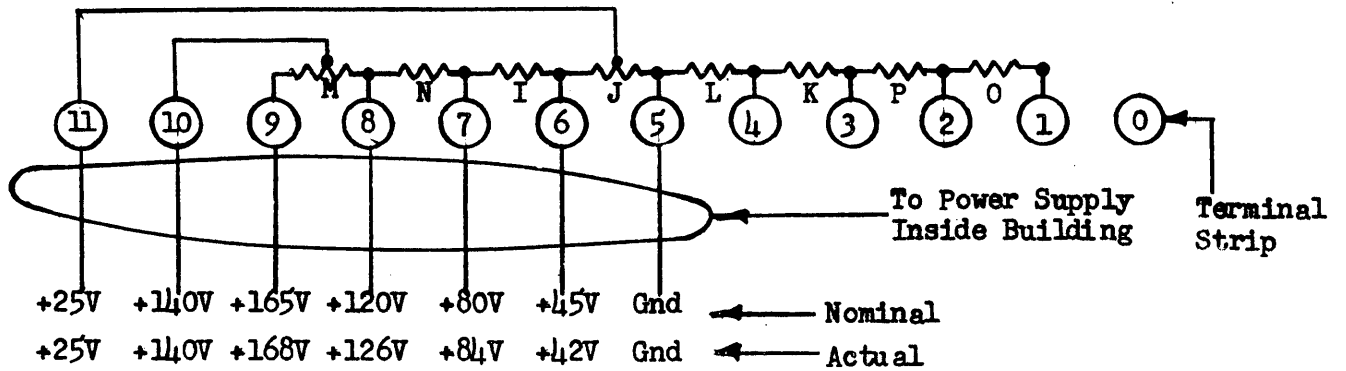 M N I J L K P O
11 10 9 8 7 6 5 4 3 2 1 0
To Power Supply
Inside Building
Terminal
Strip
+25V +140V +165V +120V +80V +45V Gnd Nominal
+25V +140V +168V +126V +84V +42V Gnd Actual